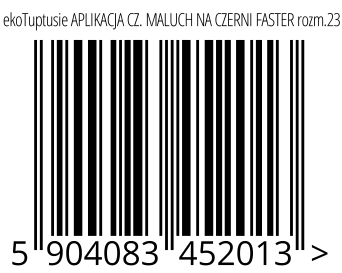 ekoTuptusie APLIKACJA CZ. MALUCH NA CZERNI FASTER rozm.23
5 904083 452013 >